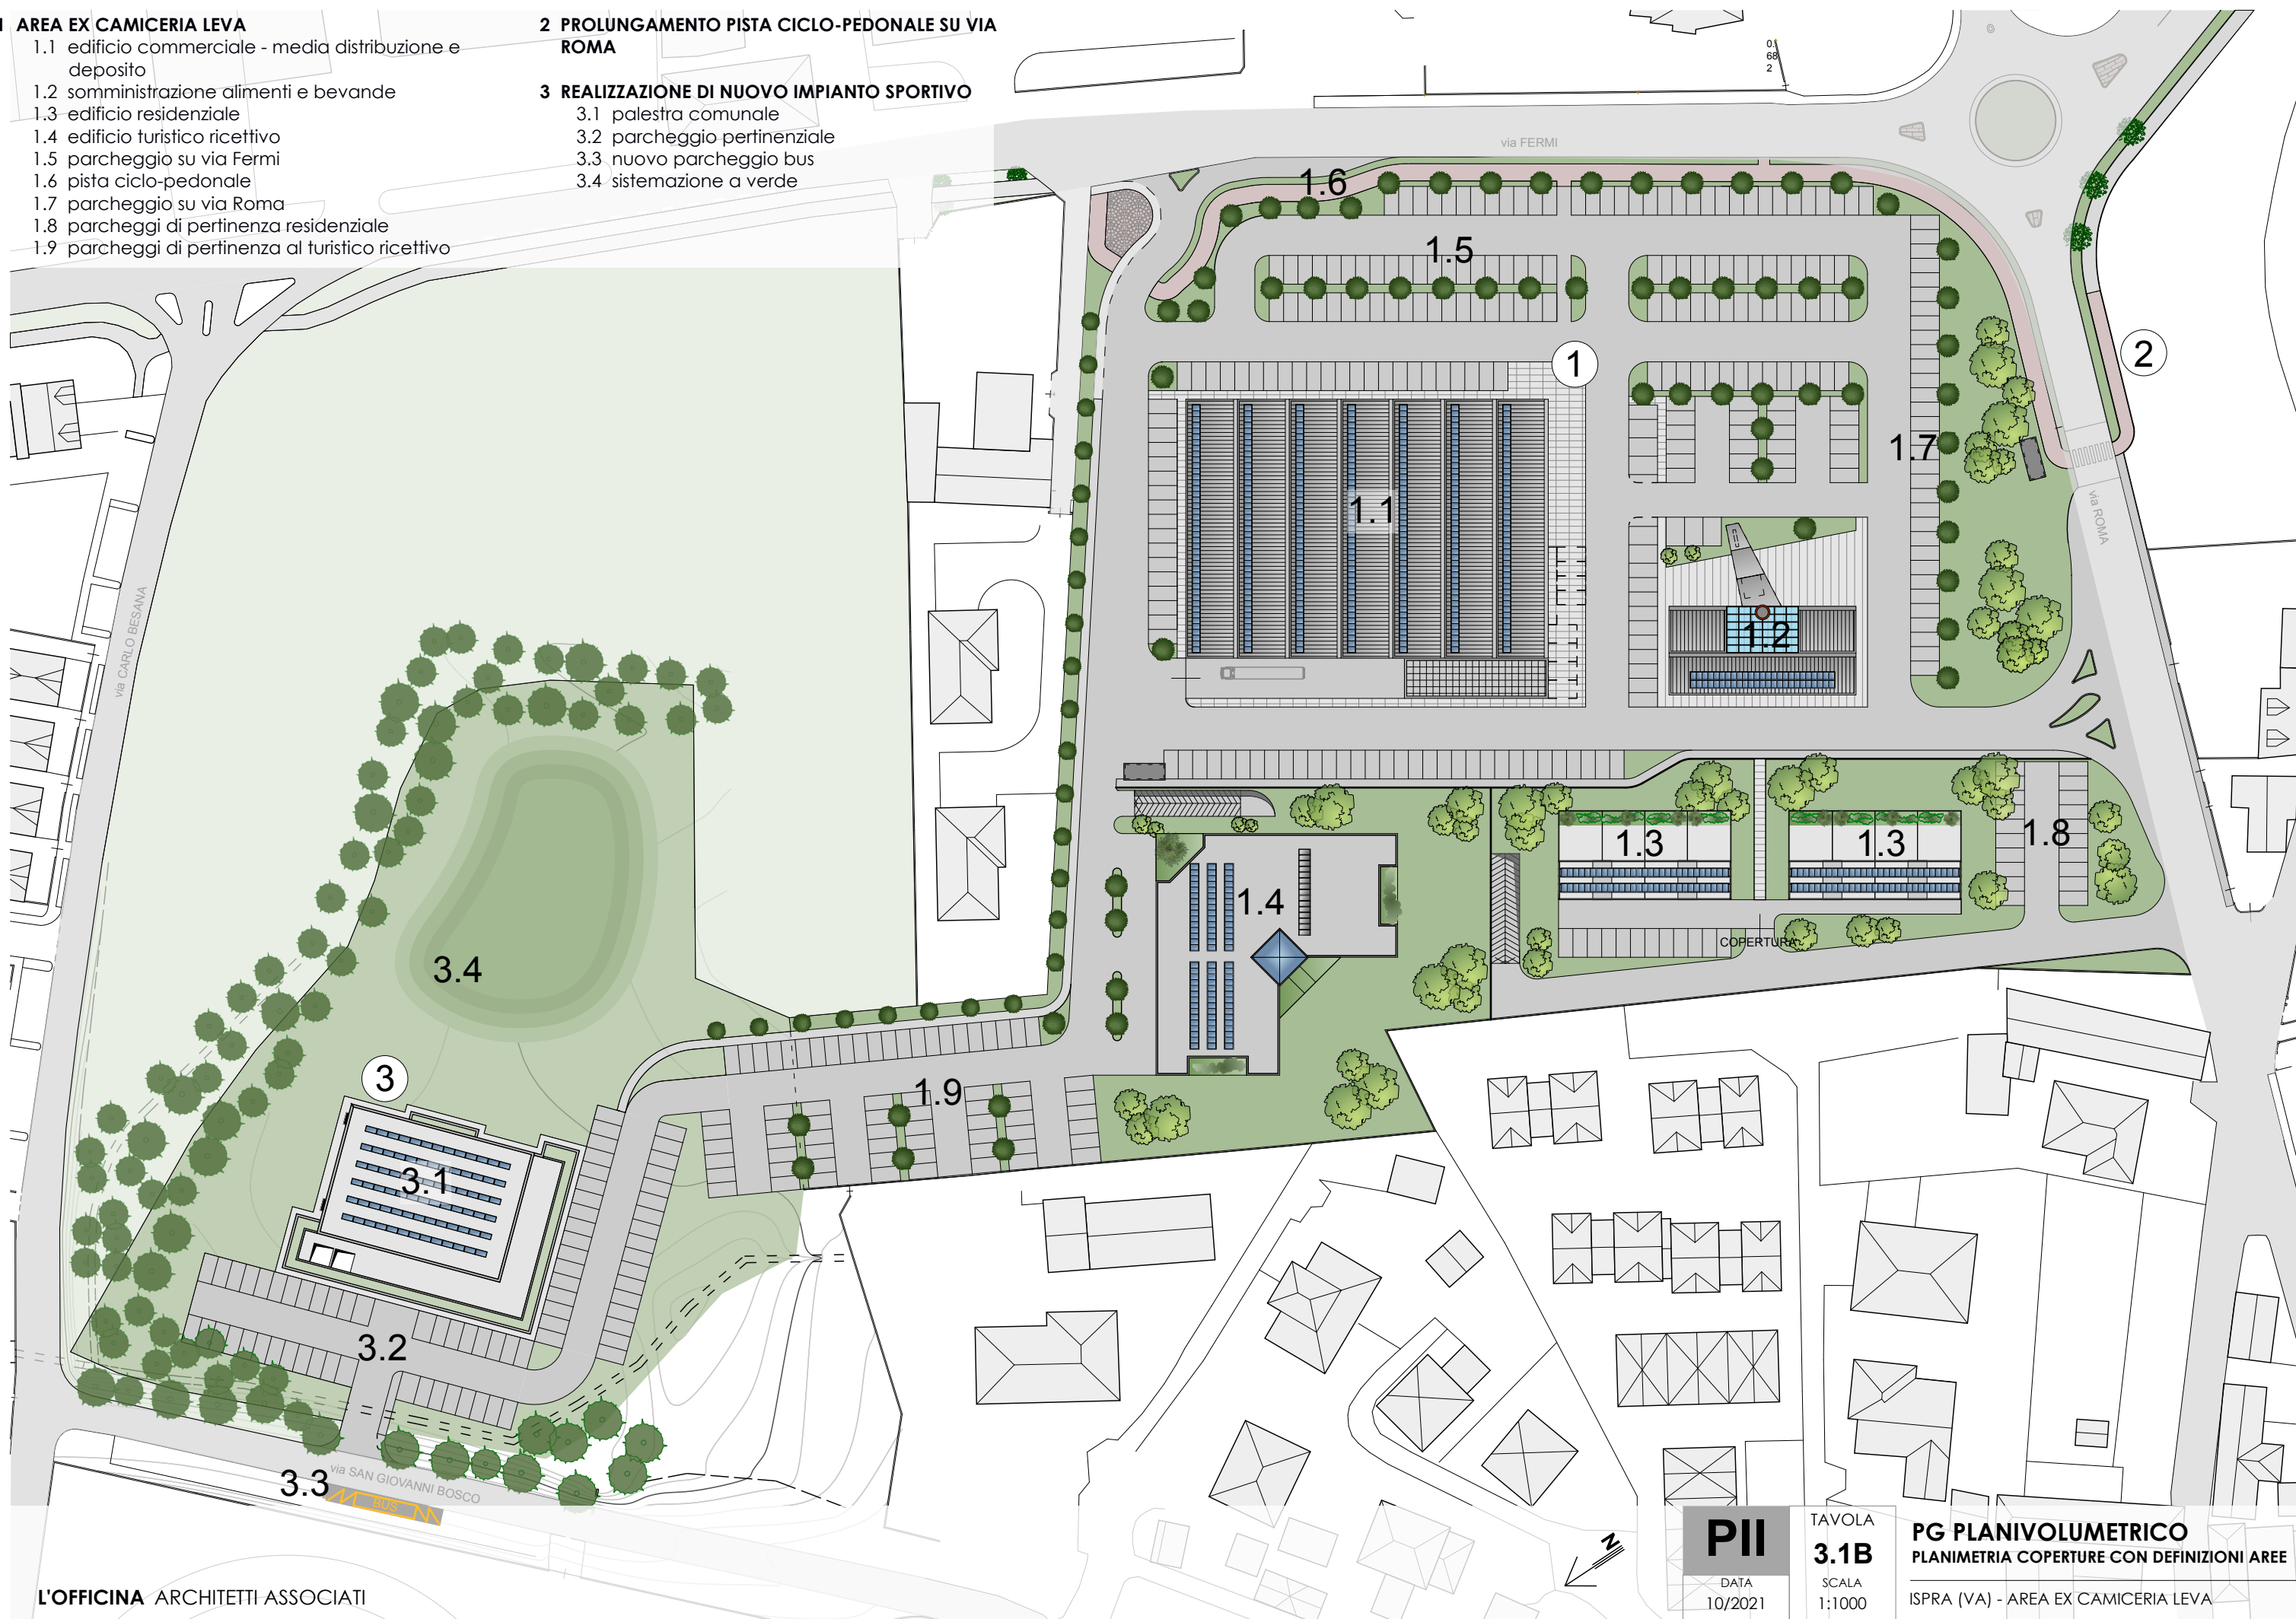 1 AREA EX CAMICERIA LEVA
1.1 edificio commerciale - media distribuzione e
deposito
1.2 somministrazione alimenti e bevande
1.3 edificio residenziale
1.4 edificio turistico ricettivo
1.5 parcheggio su via Fermi
1.6 pista ciclo-pedonale
1.7 parcheggio su via Roma
1.8 parcheggi di pertinenza residenziale
1.9 parcheggi di pertinenza al turistico ricettivo
2 PROLUNGAMENTO PISTA CICLO-PEDONALE SU VIA
ROMA
3 REALIZZAZIONE DI NUOVO IMPIANTO SPORTIVO
3.1 palestra comunale
3.2 parcheggio pertinenziale
3.3 nuovo parcheggio bus
3.4 sistemazione a verde
68
2
via FERMI
1.6
1.5
1
2
1.7
1.1
via ROMA
1.2
via CARLO BESANA
1.3
1.3
1.8
1.4
COPERTURA
3.4
3
1.9
3.1
3.2
3.3
via SAN GIOVANNI BOSCO
BUS
N
PII
TAVOLA
3.1B
DATA
10/2021
SCALA
1:1000
PG PLANIVOLUMETRICO
PLANIMETRIA COPERTURE CON DEFINIZIONI AREE
ISPRA (VA) - AREA EX CAMICERIA LEVA
L'OFFICINA ARCHITETTI ASSOCIATI